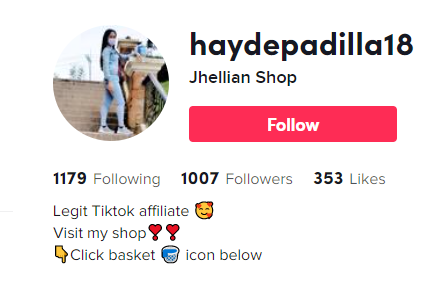 haydepadilla18
Jhellian Shop
Follow
1179 Following 1007 Followers 353 Likes
Legit Tiktok affiliate 🥰
Visit my shop❣️❣️
👇Click basket 🪣 icon below